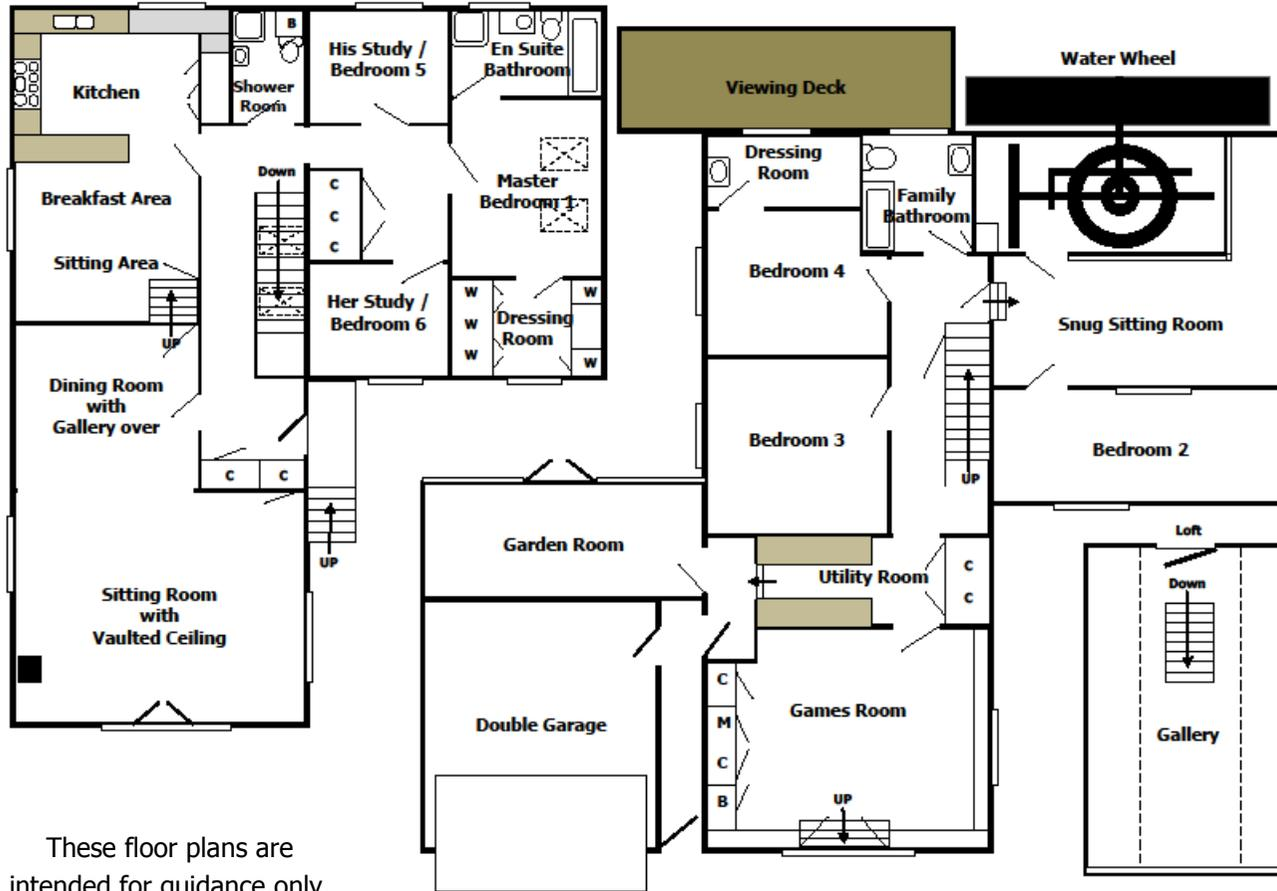 B
His Study /
Bedroom 5
En Suite
Bathroom
Kitchen
Shower
Room
Down
C
C
C
Master
Bedroom 1
Breakfast Area
Sitting Area
UP
Her Study /
Bedroom 6
W
W
W
Dressing
Room
W
W
Dining Room
with
Gallery over
C
C
UP
Sitting Room
with
Vaulted Ceiling
Viewing Deck
Water Wheel
Dressing
Room
Family
Bathroom
Bedroom 4
Snug Sitting Room
Bedroom 3
UP
Bedroom 2
Garden Room
Utility Room
C
C
Double Garage
C
M
C
B
Games Room
UP
Loft
Down
Gallery
These floor plans are
intended for guidance only